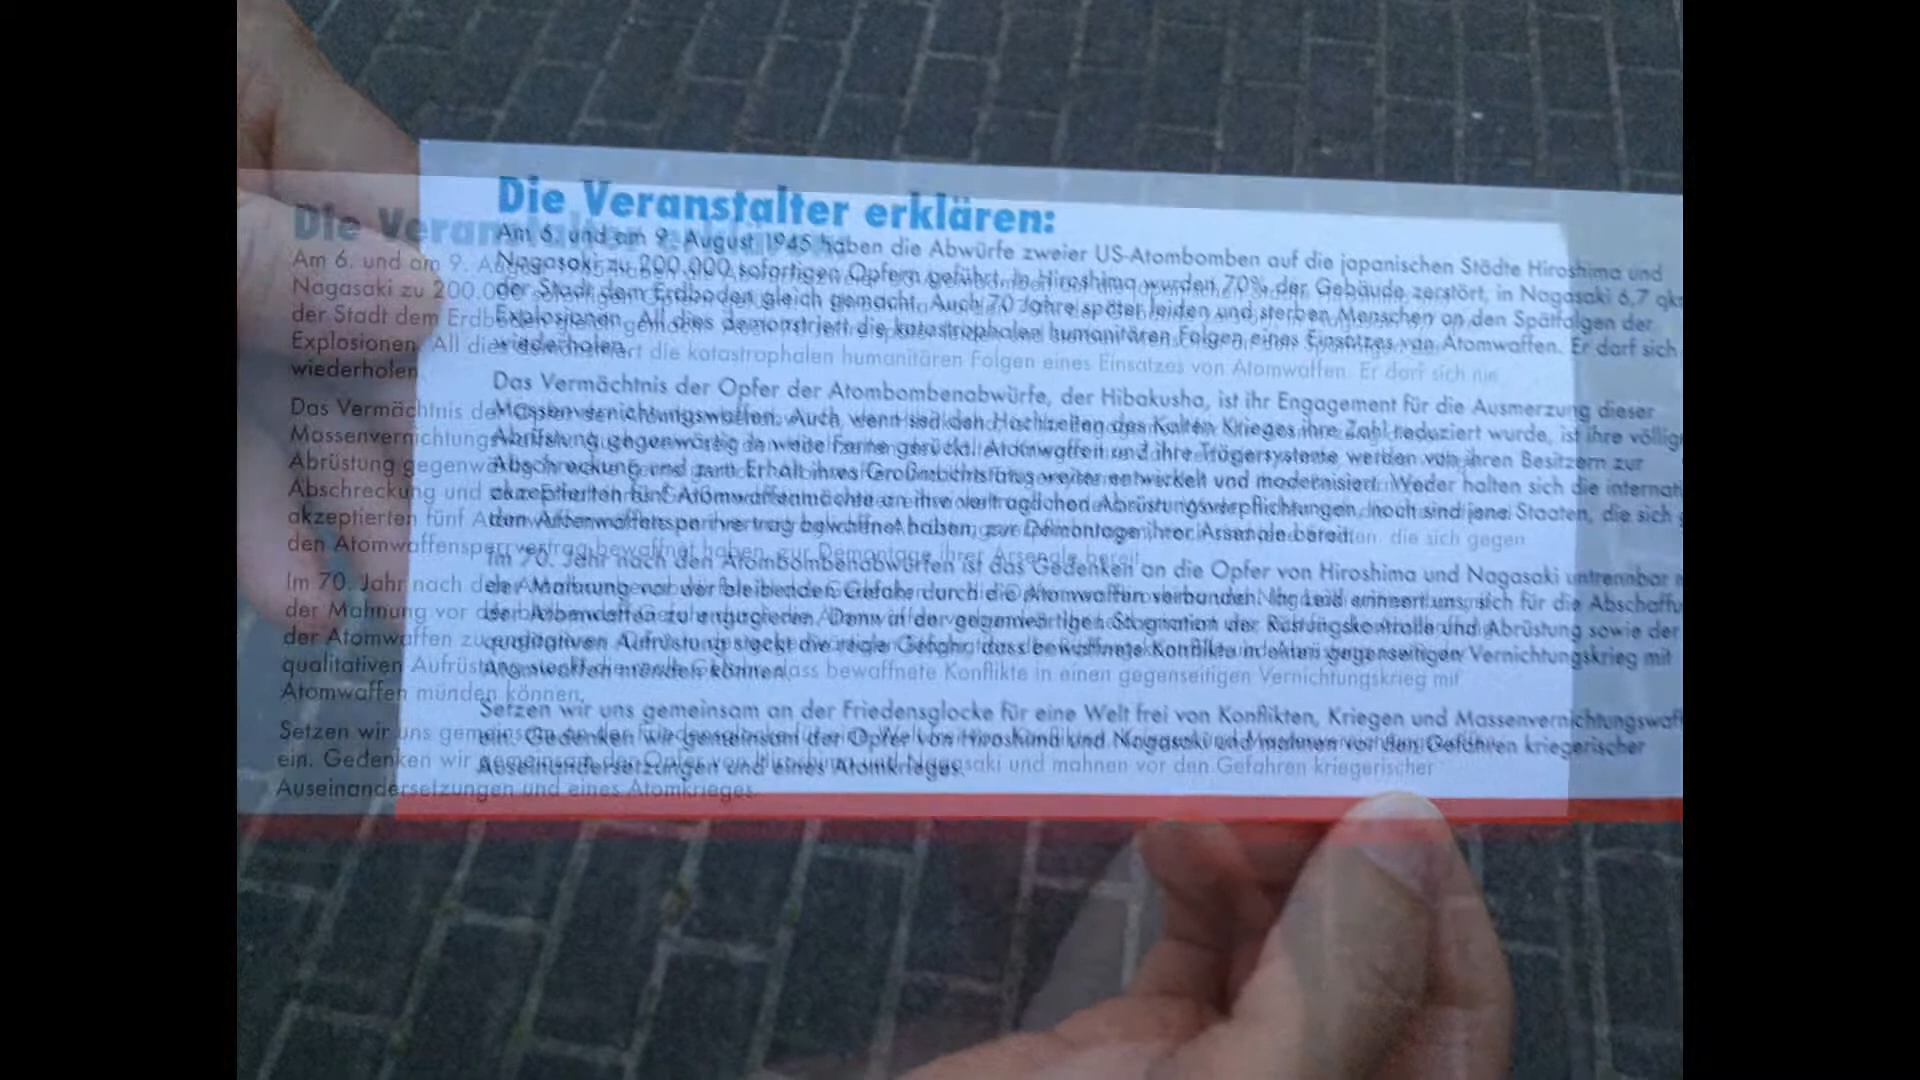 Die Veranstalter erklären:
Am 6. und am 9. August 1945 haben die Abwürfe zweier US-Atombomben auf die japanischen Städte Hiroshima und
Nagasaki zu 200.000 sofortigen Opfern geführt. In Hiroshima wurden 70% der Gebäude zerstört, in Nagasaki 6,7 qk
der Stadt dem Erdboden gleich gemacht. Auch 70 Jahre später leiden und sterben Menschen an den Spätfolgen der
Explosionen. All dies demonstriert die katastrophalen humanitären Folgen eines Einsatzes von Atomwaffen. Er darf sich nie
wiederholen.
Das Vermächtnis der Opfer der Atombombenabwürfe, der Hibakusha, ist ihr Engagement für die Ausmerzung dieser
Massenvernichtungswaffen. Auch, wenn seit den Hochzeiten des Kalten Krieges ihre Zahl reduziert wurde, ist ihre völlig
Abrüstung gegenwärtig in weite Ferne gerückt. Atomwaffen und ihre Trägersysteme werden von ihren Besitzern zur
Abschreckung und zum Erhalt ihres Großmachtstatus weiter entwickelt und modernisiert. Weder halten sich die internati
akzeptierten fünf Atomwaffenmächte an ihre vertraglichen Abrüstungsverpflichtungen, noch sind jene Staaten, die sich gegen
den Atomwaffensperrvertrag bewaffnet haben, zur Demontage ihrer Arsenale bereit.
Im 70. Jahr nach den Atombombenabwürfen ist das Gedenken an die Opfer von Hiroshima und Nagasaki untrennbar
der Mahnung vor der bleibenden Gefahr durch die Atomwaffen verbunden. Ihr Leid erinnert uns, sich für die Abschaffu
der Atomwaffen zu engagieren. Denn in der gegenwärtigen Stagnation der Rüstungskontrolle und Abrüstung sowie der
qualitativen Aufrüstung steckt die reale Gefahr, dass bewaffnete Konflikte in einen gegenseitigen Vernichtungskrieg mit
Atomwaffen münden können.
Setzen wir uns gemeinsam an der Friedensglocke für eine Welt frei von Konflikten, Kriegen und Massenvernichtungswaf
ein. Gedenken wir gemeinsam der Opfer von Hiroshima und Nagasaki und mahnen vor den Gefahren kriegerischer
Auseinandersetzungen und eines Atomkrieges.